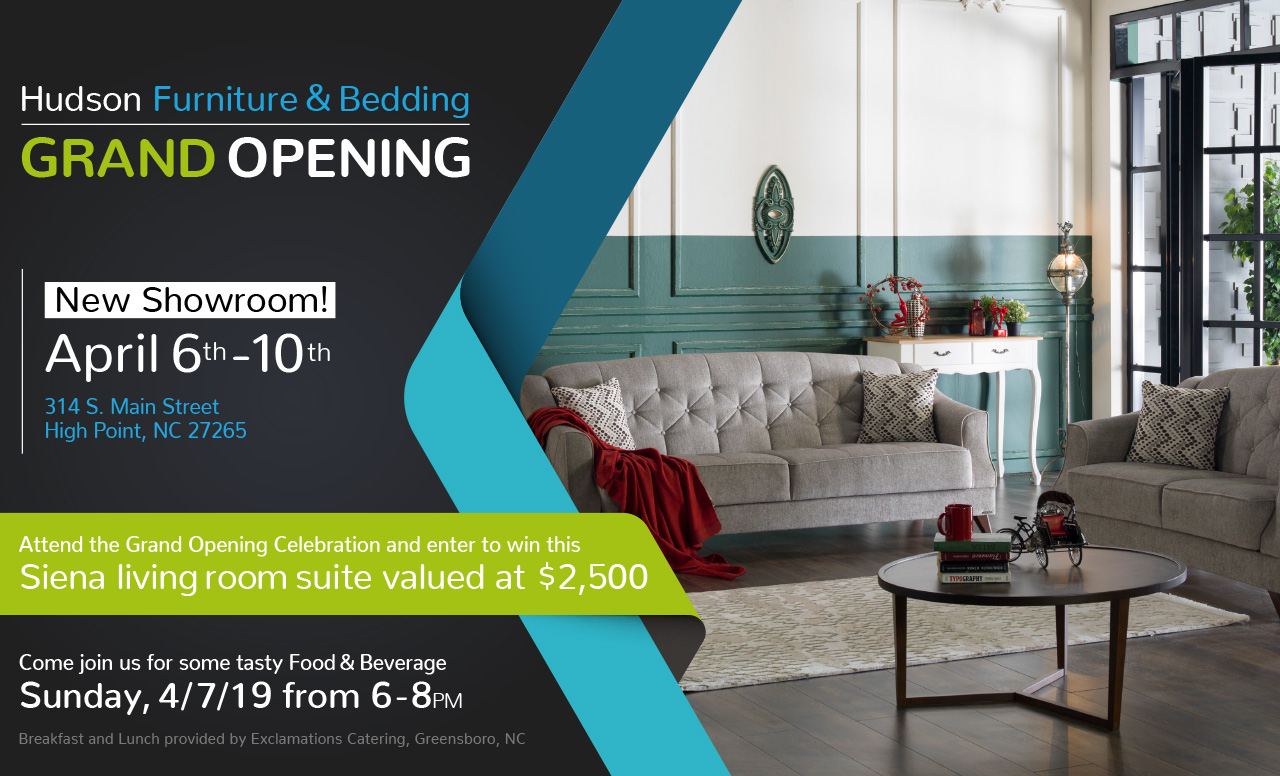 Hudson Furniture & Bedding
GRAND OPENING
New Showroom!
April 6th-10th
314 S. Main Street
High Point, NC 27265
Attend the Grand Opening Celebration and enter to win this
Siena living room suite valued at $2,500
Come join us for some tasty Food & Beverage
Sunday, 4/7/19 from 6-8PM
Breakfast and Lunch provided by Exclamations Catering, Greensboro, NC
TYPOGRAPHY